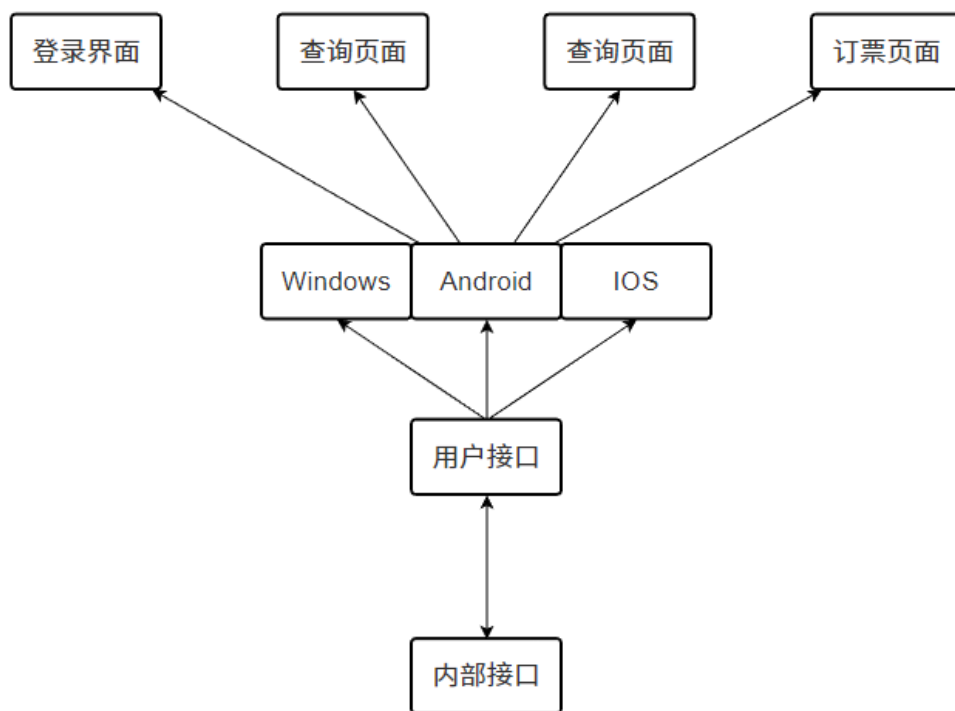 登录界面
查询页面
查询页面
订票页面
Windows
Android
IOS
用户接口
内部接口